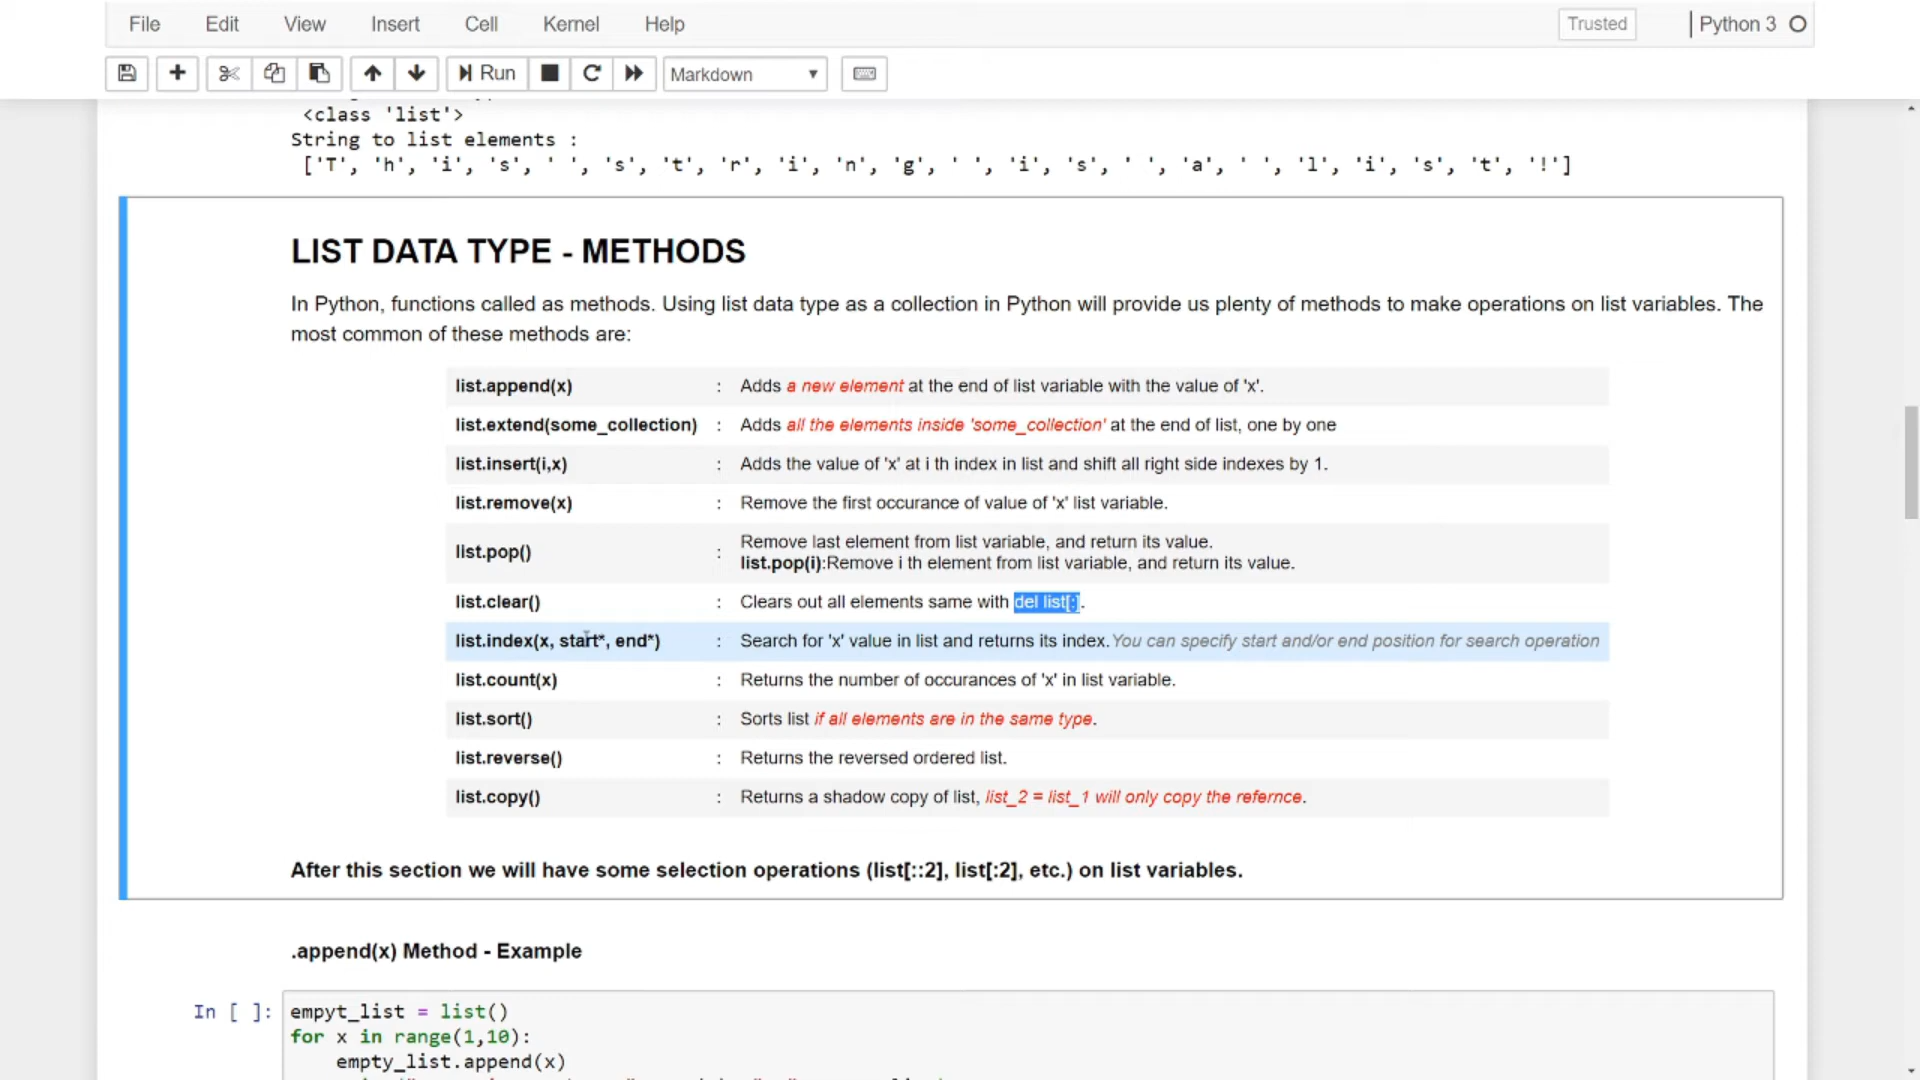 File Edit View Insert Cell Kernel Help Trusted Python 3
Run Markdown
<class 'list'>
String to list elements :
['T', 'h', 'i', 's', ' ', 's', 't', 'r', 'i', 'n', 'g', ' ', 'i', 's', ' ', 'a', ' ', 'l', 'i', 's', 't', '!']
LIST DATA TYPE - METHODS
In Python, functions called as methods. Using list data type as a collection in Python will provide us plenty of methods to make operations on list variables. The
most common of these methods are:
list.append(x) : Adds a new element at the end of list variable with the value of 'x'.
list.extend(some_collection) : Adds all the elements inside 'some_collection' at the end of list, one by one
list.insert(i,x) : Adds the value of 'x' at i th index in list and shift all right side indexes by 1.
list.remove(x) : Remove the first occurance of value of 'x' list variable.
list.pop() : Remove last element from list variable, and return its value.
list.pop(i):Remove i th element from list variable, and return its value.
list.clear() : Clears out all elements same with del list[:].
list.index(x, start*, end*) : Search for 'x' value in list and returns its index.You can specify start and/or end position for search operation
list.count(x) : Returns the number of occurances of 'x' in list variable.
list.sort() : Sorts list if all elements are in the same type.
list.reverse() : Returns the reversed ordered list.
list.copy() : Returns a shadow copy of list, list_2 = list_1 will only copy the refernce.
After this section we will have some selection operations (list[::2], list[:2], etc.) on list variables.
.append(x) Method - Example
In [ ]: empyt_list = list()
for x in range(1,10):
empty_list.append(x)